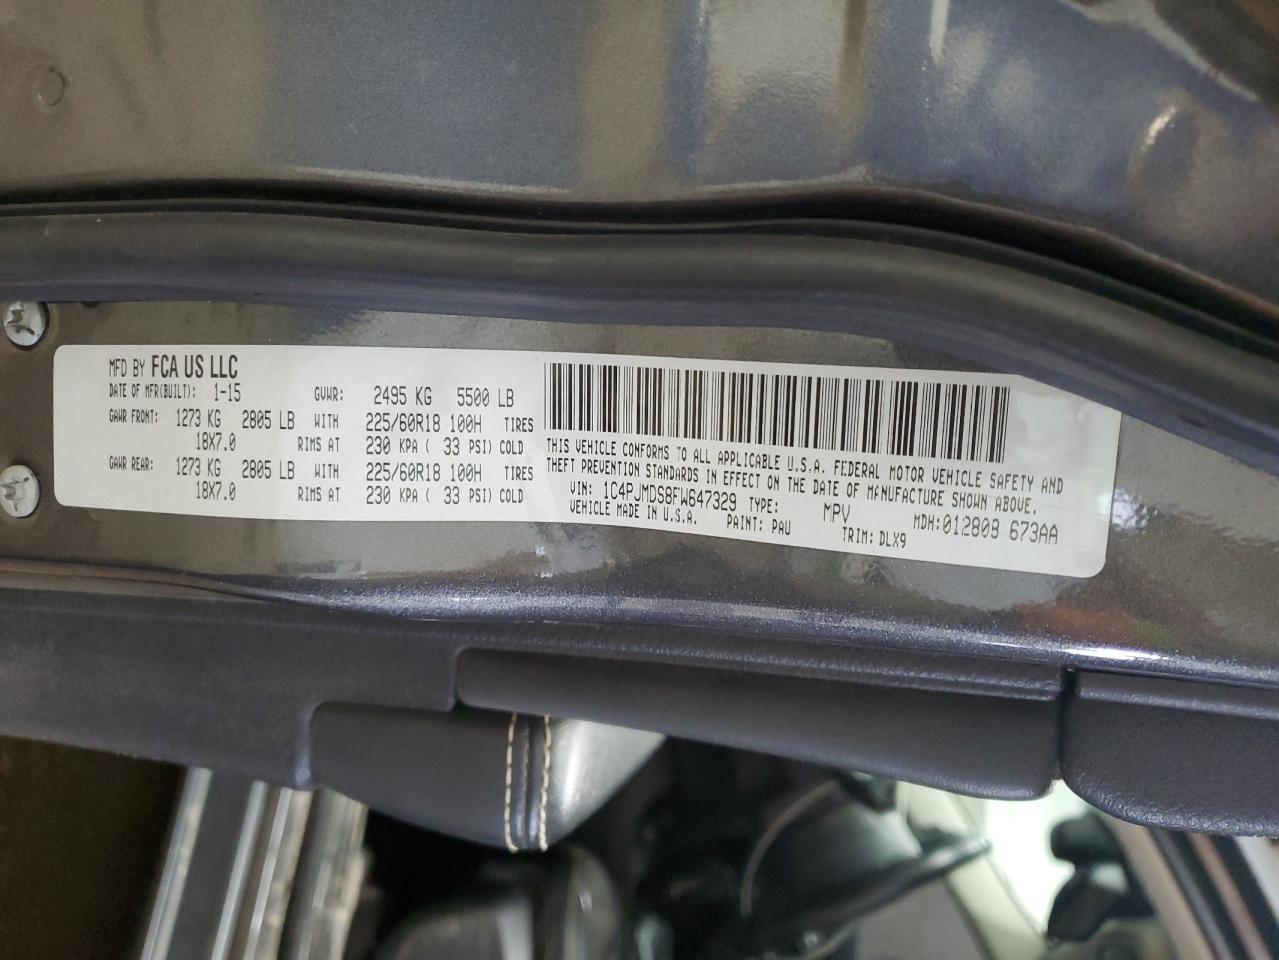 MFD BY FCA US LLC
DATE OF MFR(BUILT): 1-15 GVWR: 2495 KG 5500 LB
GAWR FRONT: 1273 KG 2805 LB WITH 225/60R18 100H TIRES
18X7.0 RIMS AT 230 KPA ( 33 PSI) COLD
GAWR REAR: 1273 KG 2805 LB WITH 225/60R18 100H TIRES
18X7.0 RIMS AT 230 KPA ( 33 PSI) COLD
THIS VEHICLE CONFORMS TO ALL APPLICABLE U.S.A. FEDERAL MOTOR VEHICLE SAFETY AND
THEFT PREVENTION STANDARDS IN EFFECT ON THE DATE OF MANUFACTURE SHOWN ABOVE.
VIN: 1C4PJMDS8FW647329 TYPE: MPV MDH:012808 673AA
VEHICLE MADE IN U.S.A. PAINT: PAU TRIM: DLX9